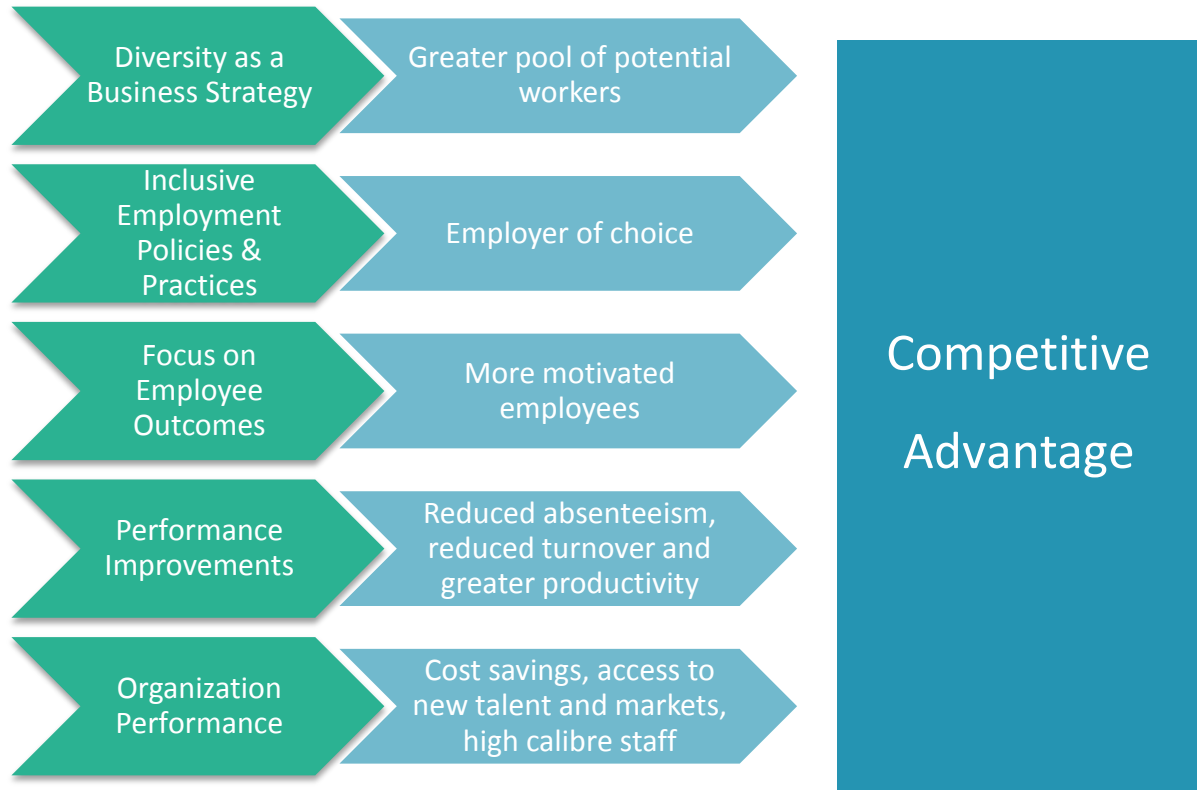 Diversity as a
Business Strategy
Greater pool of potential
workers
Inclusive
Employment
Policies &
Practices
Employer of choice
Focus on
Employee
Outcomes
More motivated
employees
Performance
Improvements
Reduced absenteeism,
reduced turnover and
greater productivity
Organization
Performance
Cost savings, access to
new talent and markets,
high calibre staff
Competitive
Advantage